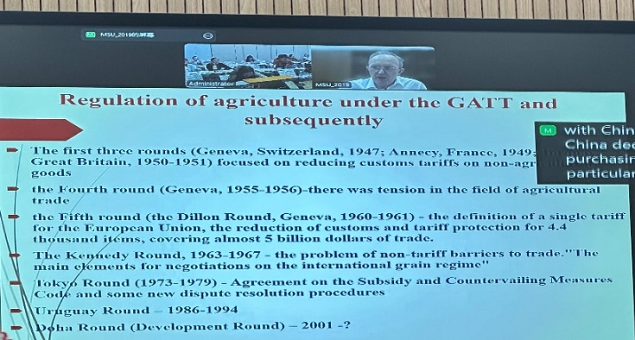 MSU_2019
Administrator
MSU_2019
Regulation of agriculture under the GATT and
subsequently
The first three rounds (Geneva, Switzerland, 1947; Annecy, France, 1949;
Great Britain, 1950-1951) focused on reducing customs tariffs on non-agr
goods
the Fourth round (Geneva, 1955-1956)-there was tension in the field of agricultural
trade
the Fifth round (the Dillon Round, Geneva, 1960-1961) - the definition of a single tariff
for the European Union, the reduction of customs and tariff protection for 4.4
thousand items, covering almost 5 billion dollars of trade.
The Kennedy Round, 1963-1967 - the problem of non-tariff barriers to trade."The
main elements for negotiations on the international grain regime"
Tokyo Round (1973-1979) - Agreement on the Subsidy and Countervailing Measures
Code and some new dispute resolution procedures
Uruguay Round – 1986-1994
Doha Round (Development Round) – 2001 -?
M with Chin
China dec
purchasin
particular